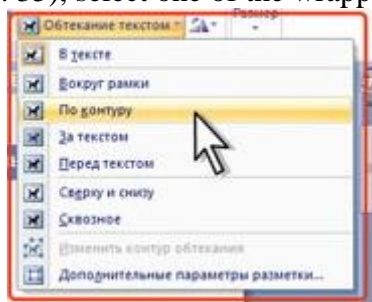 , select one of the wrapp
Обтекание текстом
Размер
В тексте
Вокруг рамки
По контуру
За текстом
Перед текстом
Сверху и снизу
Сквозное
Изменить контур обтекания
Дополнительные параметры разметки...